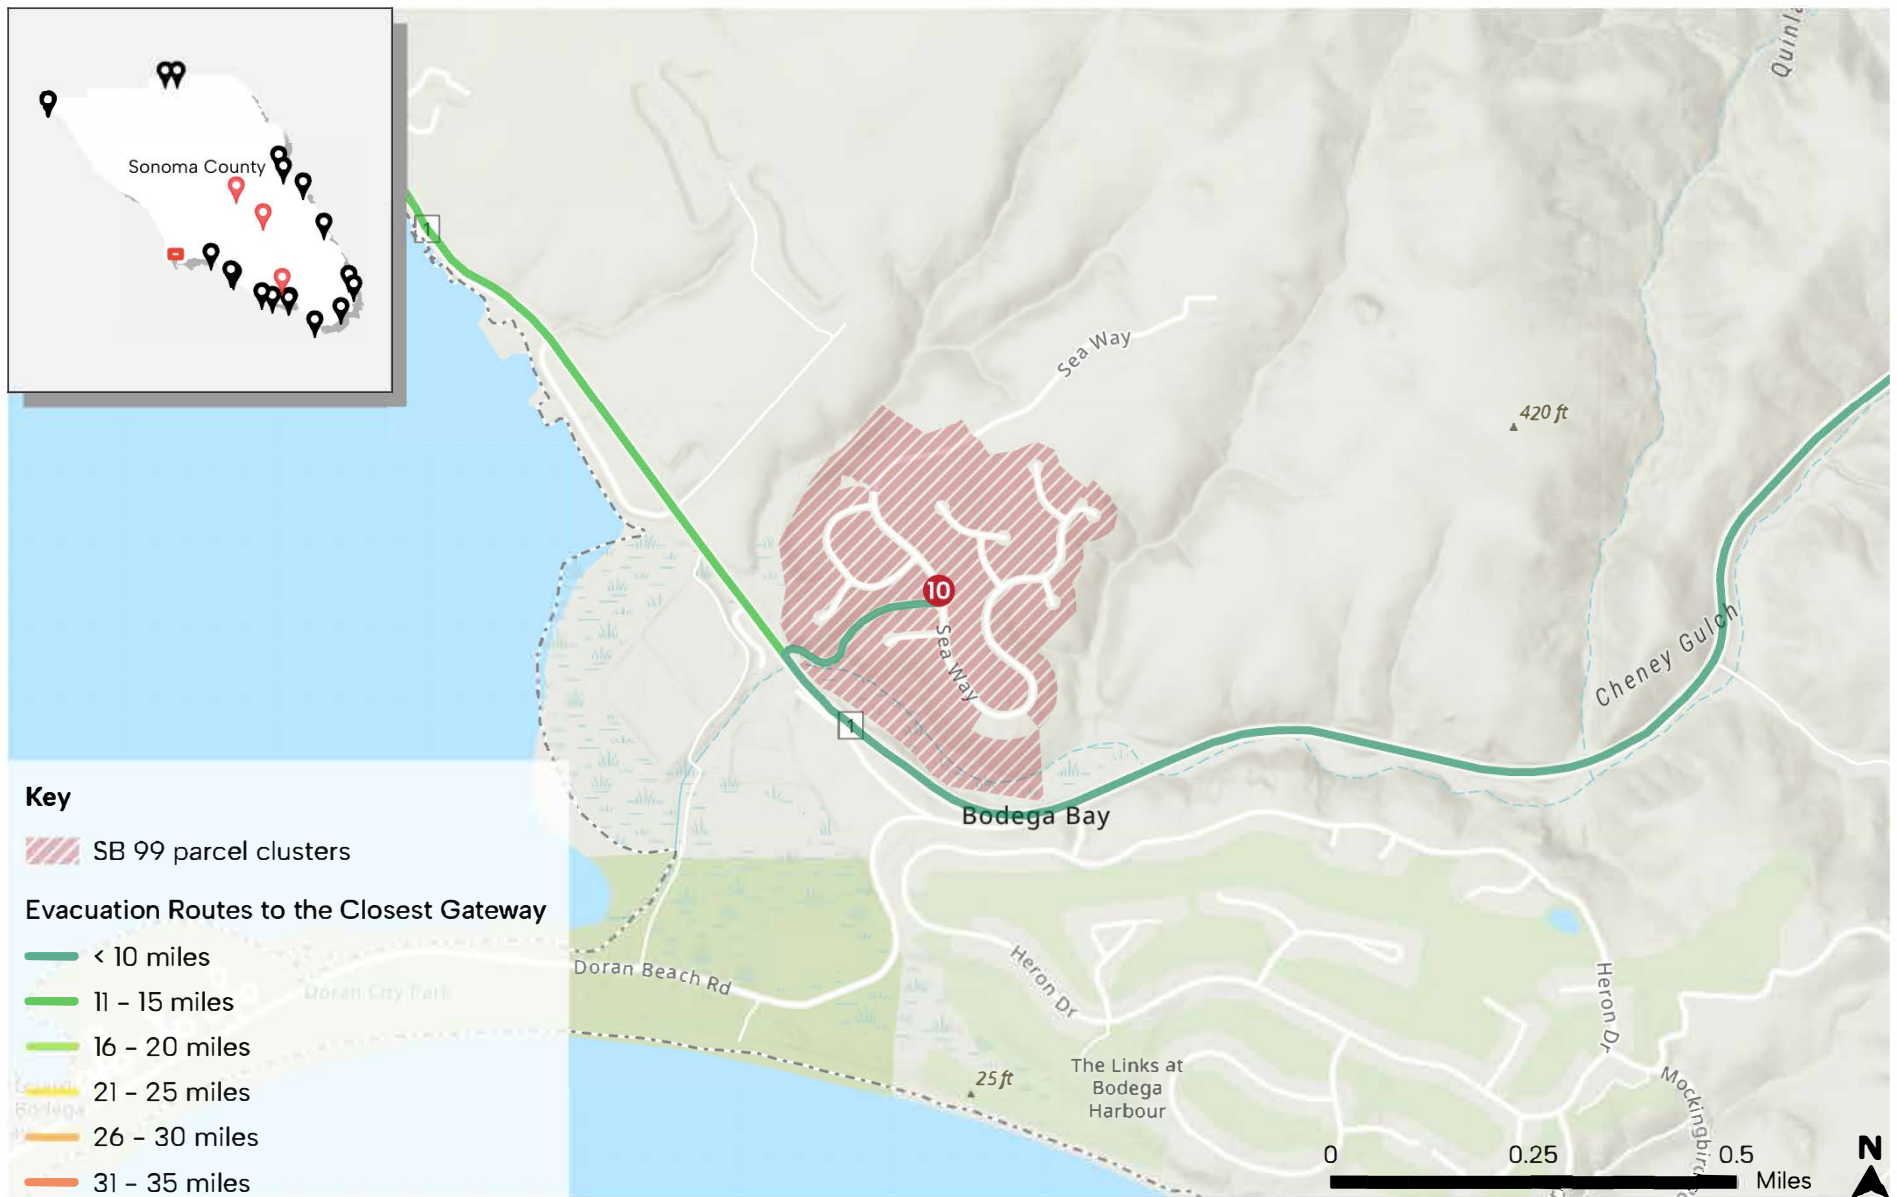 Sonoma County
Quinla
1
Sea Way
420 ft
10
Sea Way
Cheney Gulch
1
Bodega Bay
Key
SB 99 parcel clusters
Evacuation Routes to the Closest Gateway
< 10 miles
11 - 15 miles
16 - 20 miles
21 - 25 miles
26 - 30 miles
31 - 35 miles
Doran City Park
Bodega
Doran Beach Rd
Heron Dr
Heron Dr
The Links at
Bodega
Harbour
25 ft
Mockingbird
0 0.25 0.5
Miles
N